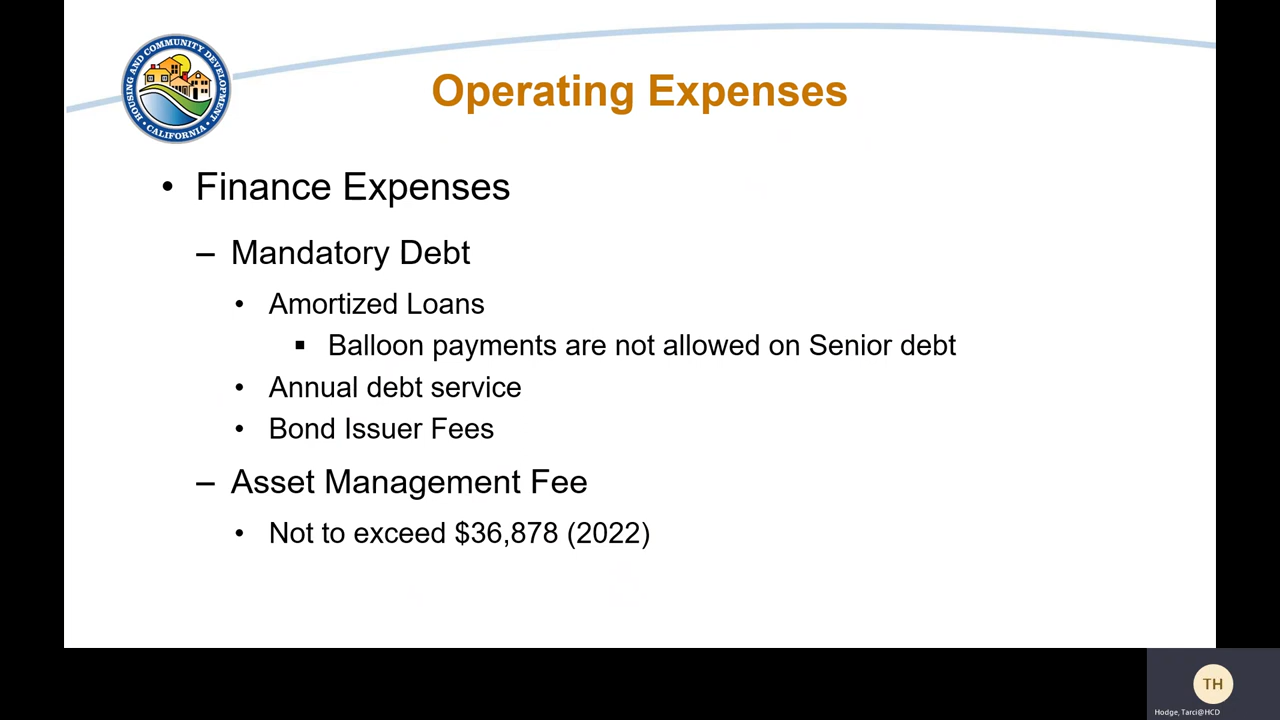 HOUSING AND COMMUNITY DEVELOPMENT
• CALIFORNIA •
Operating Expenses
• Finance Expenses
– Mandatory Debt
• Amortized Loans
▪ Balloon payments are not allowed on Senior debt
• Annual debt service
• Bond Issuer Fees
– Asset Management Fee
• Not to exceed $36,878 (2022)
TH
Hodge, Tarci@HCD